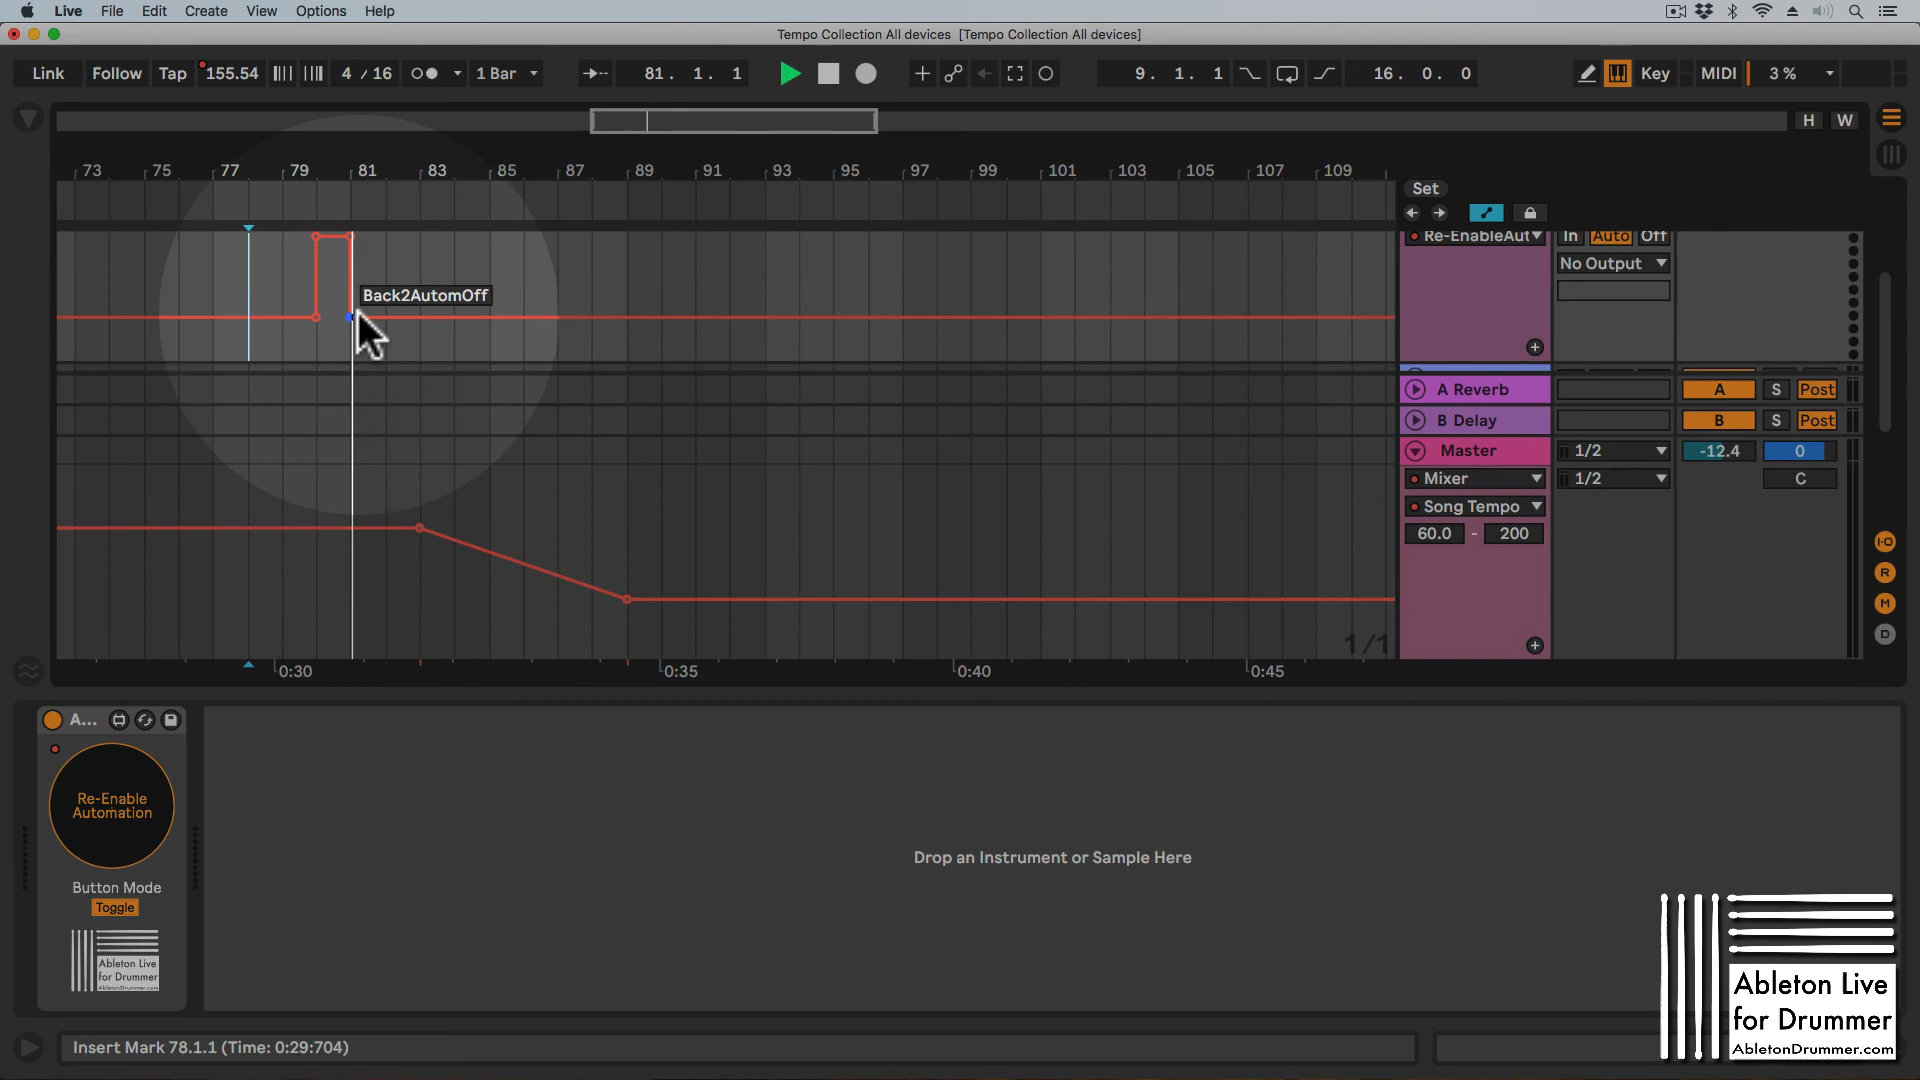 Live File Edit Create View Options Help
Tempo Collection All devices [Tempo Collection All devices]
Link Follow Tap 155.54 4 / 16 1 Bar 81. 1. 1 9. 1. 1 16. 0. 0 Key MIDI 3 %
H W
73 75 77 79 81 83 85 87 89 91 93 95 97 99 101 103 105 107 109
Set
Re-EnableAut In Auto Off
No Output
Back2AutomOff
A Reverb A S Post
B Delay B S Post
Master 1/2 -12.4 0
Mixer 1/2 C
Song Tempo
60.0 - 200
I·O
R
M
D
1/1
0:30 0:35 0:40 0:45
A...
Re-Enable
Automation
Button Mode
Toggle
Ableton Live
for Drummer
AbletonDrummer.com
Drop an Instrument or Sample Here
Ableton Live
for Drummer
AbletonDrummer.com
Insert Mark 78.1.1 (Time: 0:29:704)